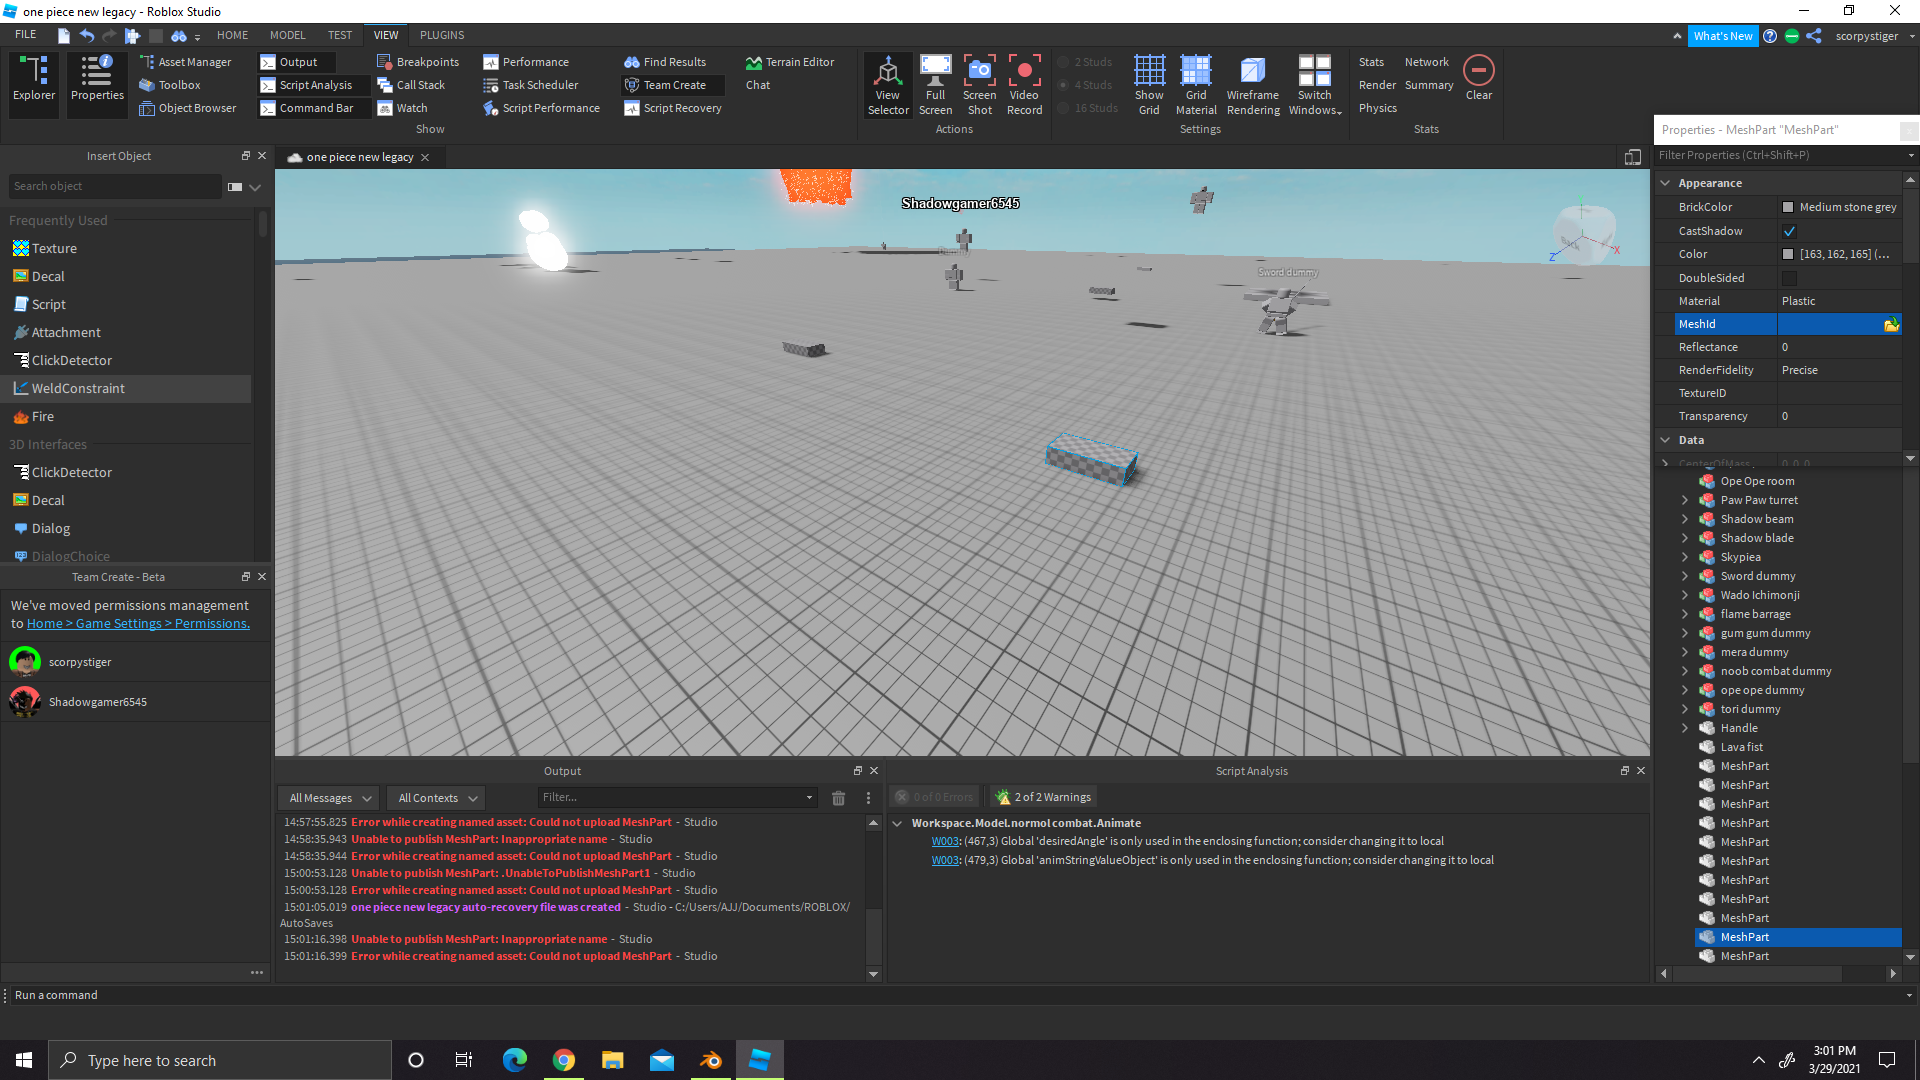 one piece new legacy - Roblox Studio
FILE
HOME
MODEL
TEST
VIEW
PLUGINS
What's New
scorpystiger
Explorer
Properties
Asset Manager
Toolbox
Object Browser
Output
Script Analysis
Command Bar
Breakpoints
Call Stack
Watch
Performance
Task Scheduler
Script Performance
Find Results
Team Create
Script Recovery
Terrain Editor
Chat
Show
View
Selector
Full
Screen
Screen
Shot
Video
Record
Actions
2 Studs
4 Studs
16 Studs
Show
Grid
Grid
Material
Wireframe
Rendering
Switch
Windows
Settings
Stats
Network
Render
Summary
Physics
Clear
Stats
Insert Object
Search object
Frequently Used
Texture
Decal
Script
Attachment
ClickDetector
WeldConstraint
Fire
3D Interfaces
ClickDetector
Decal
Dialog
DialogChoice
Team Create - Beta
We've moved permissions management
to Home > Game Settings > Permissions.
scorpystiger
Shadowgamer6545
one piece new legacy
Shadowgamer6545
Dummy
Sword dummy
Back
Z
X
Properties - MeshPart "MeshPart"
Filter Properties (Ctrl+Shift+P)
Appearance
BrickColor Medium stone grey
CastShadow
Color [163, 162, 165] (...
DoubleSided
Material Plastic
MeshId
Reflectance 0
RenderFidelity Precise
TextureID
Transparency 0
Data
CenterOfMass 0, 0, 0
Ope Ope room
Paw Paw turret
Shadow beam
Shadow blade
Skypiea
Sword dummy
Wado Ichimonji
flame barrage
gum gum dummy
mera dummy
noob combat dummy
ope ope dummy
tori dummy
Handle
Lava fist
MeshPart
MeshPart
MeshPart
MeshPart
MeshPart
MeshPart
MeshPart
MeshPart
MeshPart
MeshPart
MeshPart
Output
All Messages
All Contexts
Filter...
14:57:55.825 Error while creating named asset: Could not upload MeshPart - Studio
14:58:35.943 Unable to publish MeshPart: Inappropriate name - Studio
14:58:35.944 Error while creating named asset: Could not upload MeshPart - Studio
15:00:53.128 Unable to publish MeshPart: .UnableToPublishMeshPart1 - Studio
15:00:53.128 Error while creating named asset: Could not upload MeshPart - Studio
15:01:05.019 one piece new legacy auto-recovery file was created - Studio - C:/Users/AJJ/Documents/ROBLOX/
AutoSaves
15:01:16.398 Unable to publish MeshPart: Inappropriate name - Studio
15:01:16.399 Error while creating named asset: Could not upload MeshPart - Studio
Script Analysis
0 of 0 Errors
2 of 2 Warnings
Workspace.Model.normol combat.Animate
W003: (467,3) Global 'desiredAngle' is only used in the enclosing function; consider changing it to local
W003: (479,3) Global 'animStringValueObject' is only used in the enclosing function; consider changing it to local
Run a command
Type here to search
3:01 PM
3/29/2021